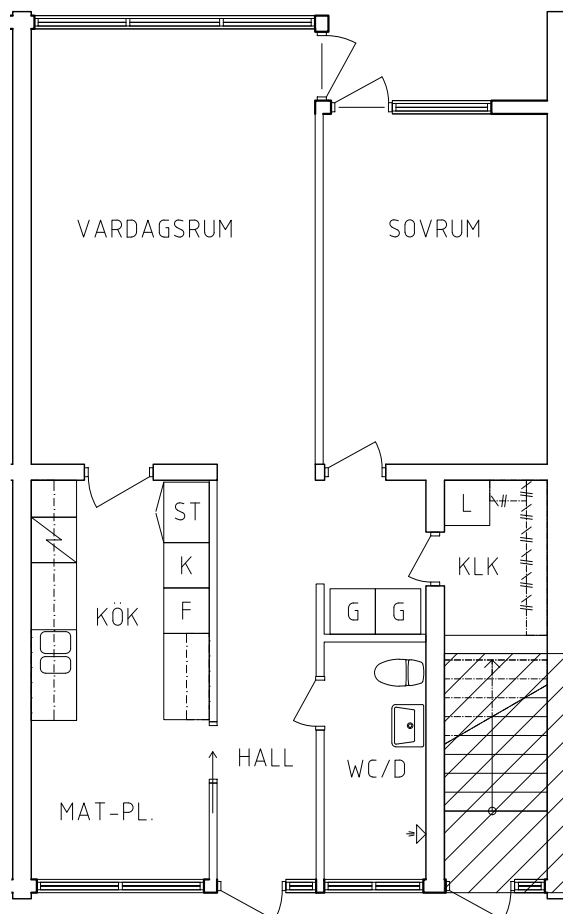 VARDAGSRUM
SOVRUM
ST
L
K
KLK
KÖK
F
G
G
HALL
WC/D
MAT-PL.